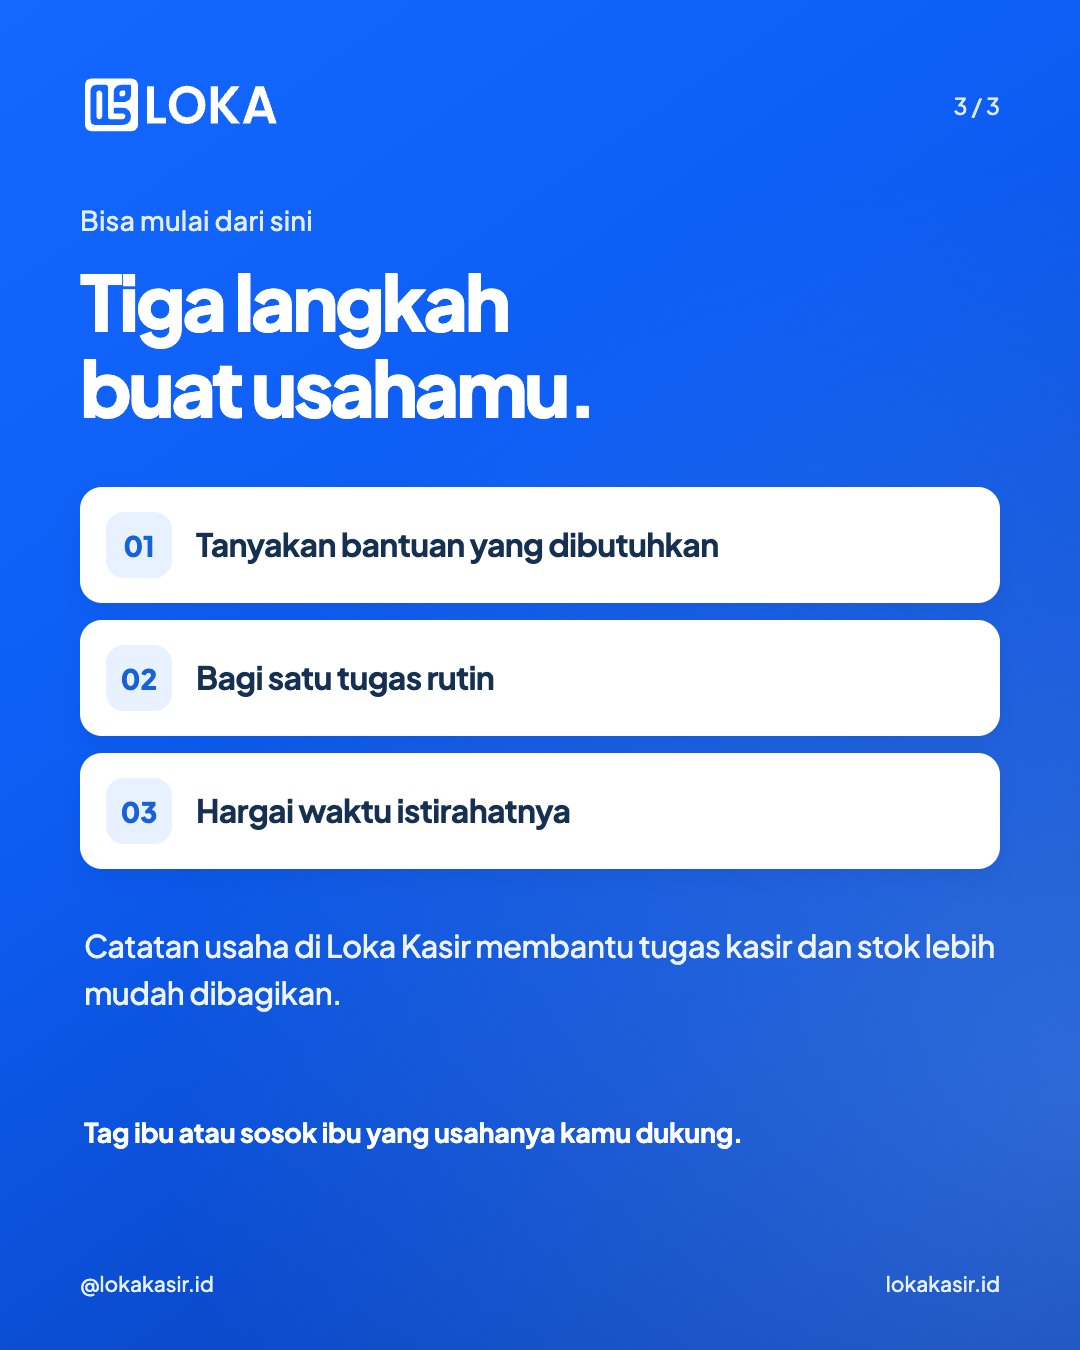 LOKA
3 / 3
Bisa mulai dari sini
Tiga langkah
buat usahamu.
01 Tanyakan bantuan yang dibutuhkan
02 Bagi satu tugas rutin
03 Hargai waktu istirahatnya
Catatan usaha di Loka Kasir membantu tugas kasir dan stok lebih
mudah dibagikan.
Tag ibu atau sosok ibu yang usahanya kamu dukung.
@lokakasir.id
lokakasir.id